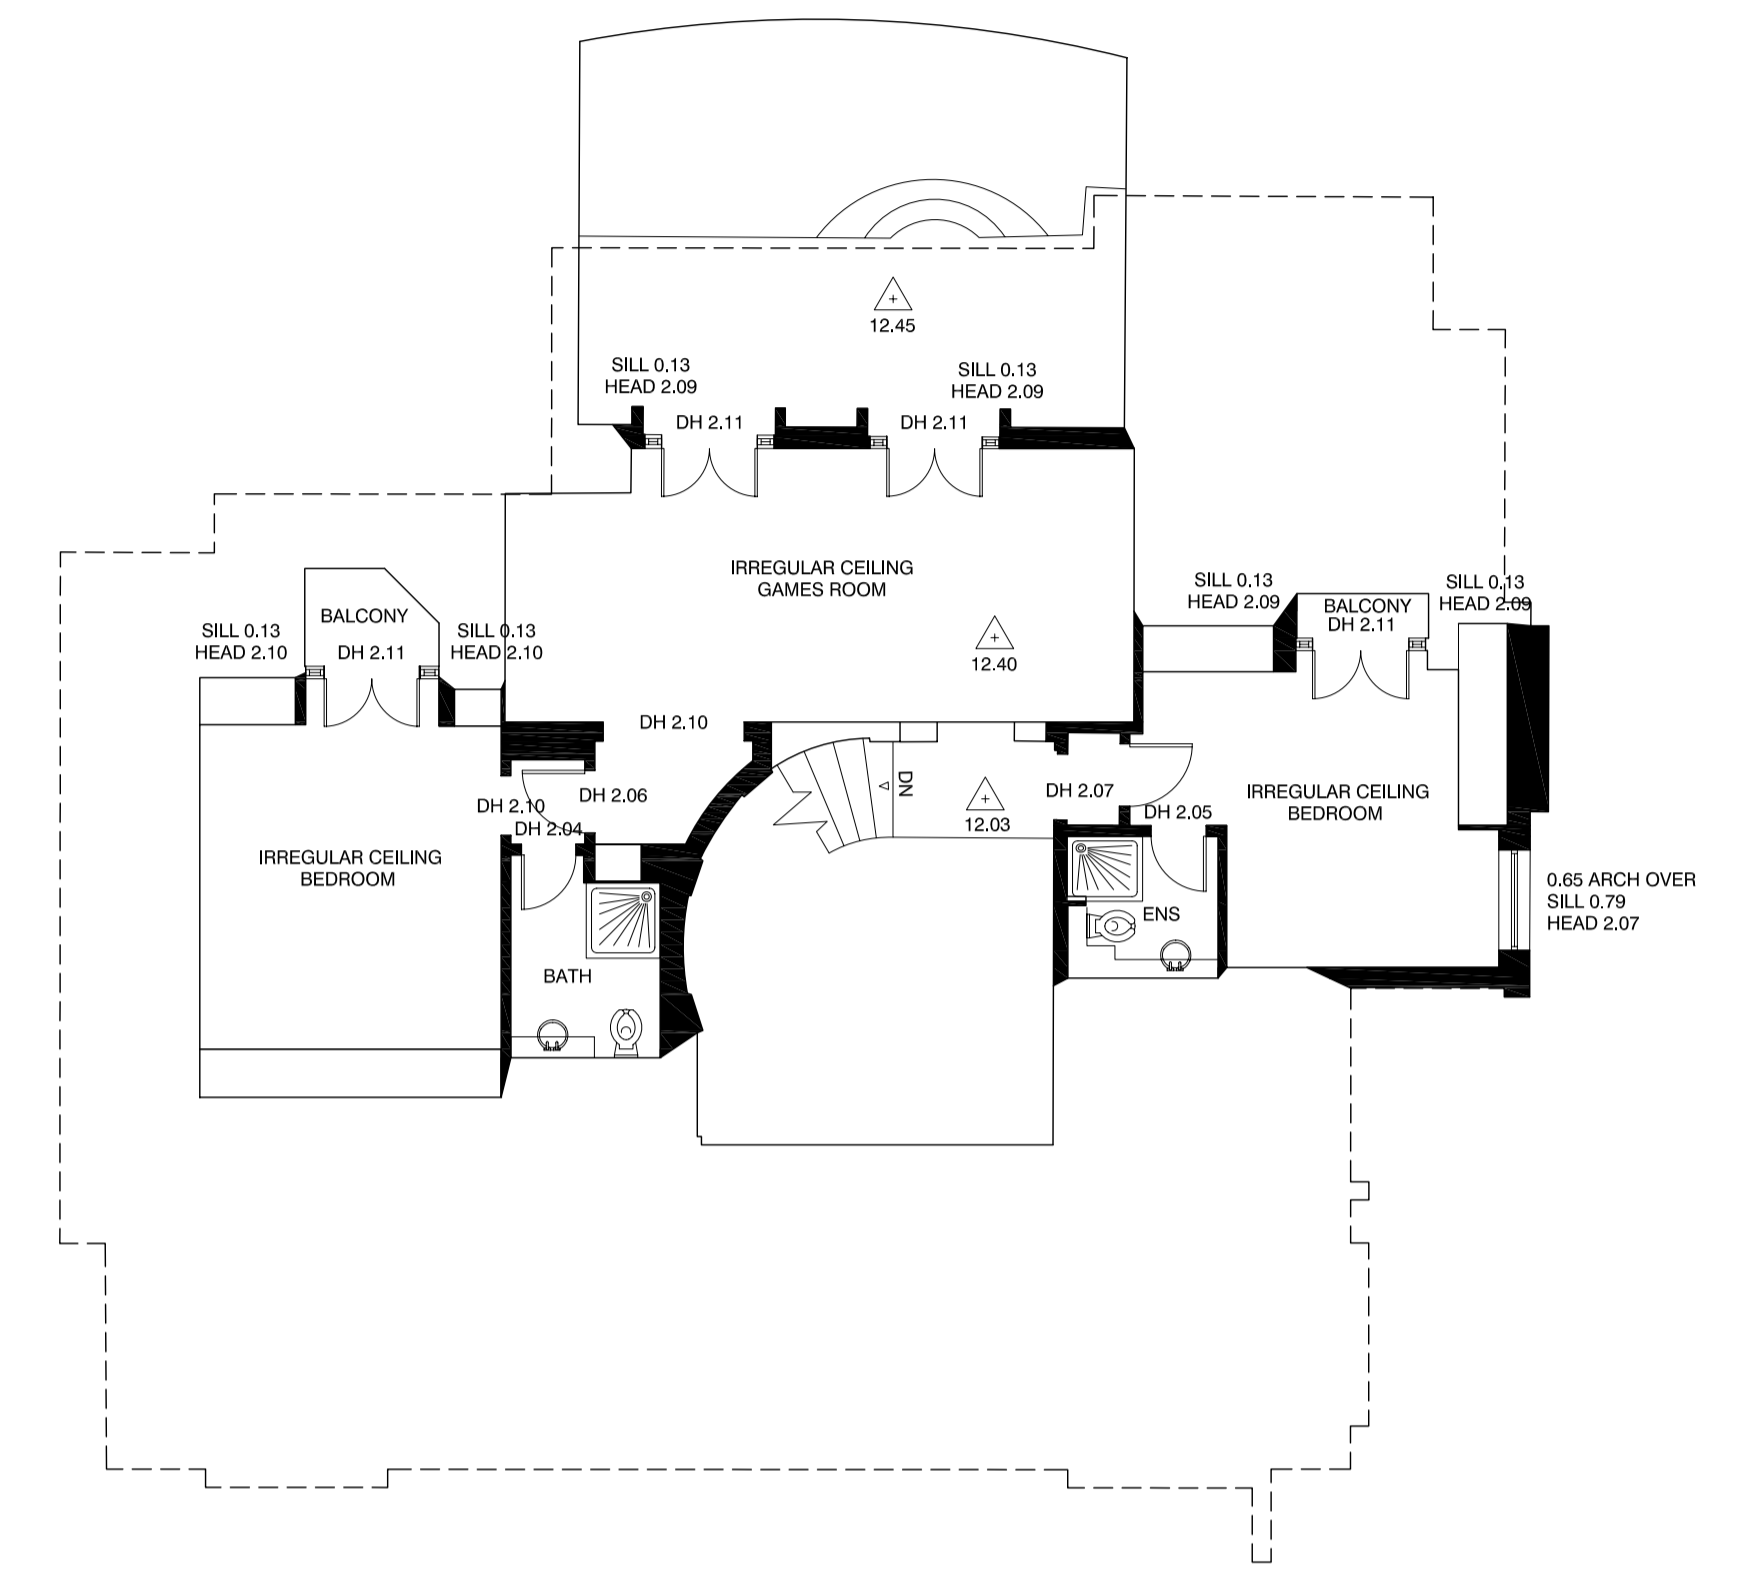 12.45
SILL 0.13
HEAD 2.09
SILL 0.13
HEAD 2.09
DH 2.11
DH 2.11
IRREGULAR CEILING
GAMES ROOM
SILL 0.13
HEAD 2.09
BALCONY
DH 2.11
SILL 0.13
HEAD 2.09
BALCONY
SILL 0.13
HEAD 2.10
DH 2.11
SILL 0.13
HEAD 2.10
12.40
DH 2.10
DN
DH 2.06
DH 2.10
DH 2.04
12.03
DH 2.07
DH 2.05
IRREGULAR CEILING
BEDROOM
IRREGULAR CEILING
BEDROOM
0.65 ARCH OVER
SILL 0.79
HEAD 2.07
ENS
BATH